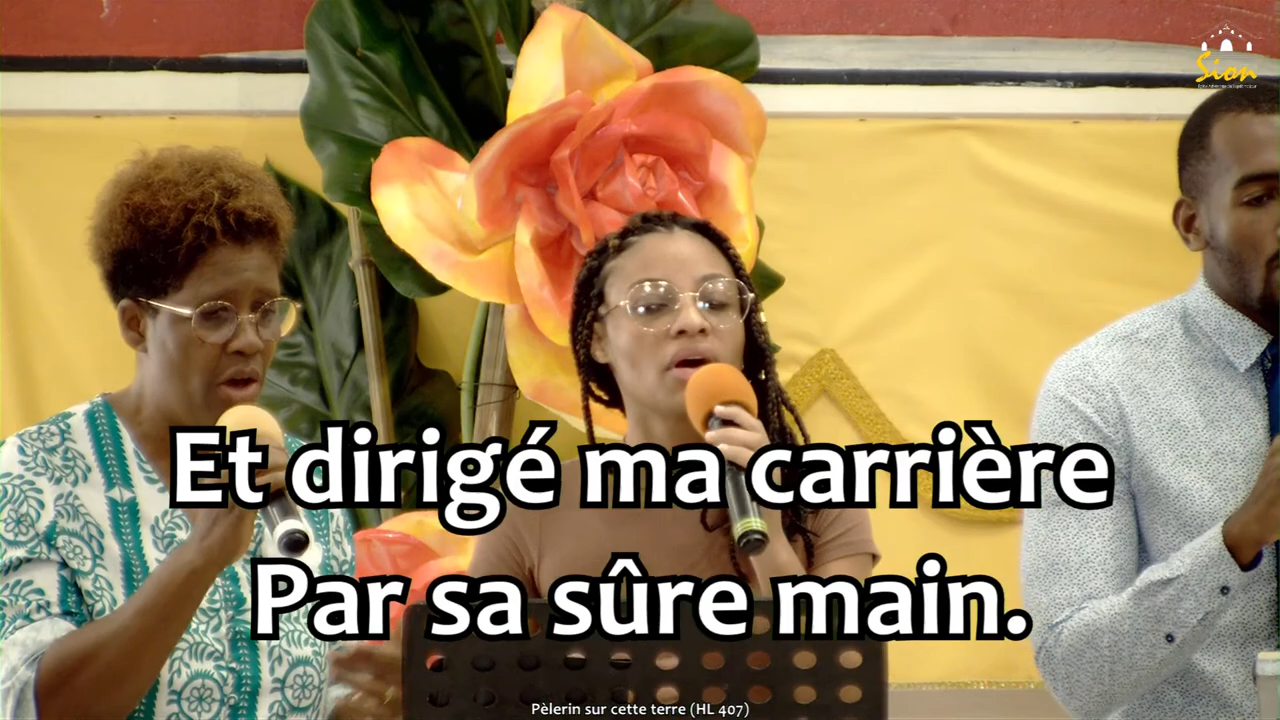 Sion
Et dirigé ma carrière
Par sa sûre main.
Pèlerin sur cette terre (HL 407)